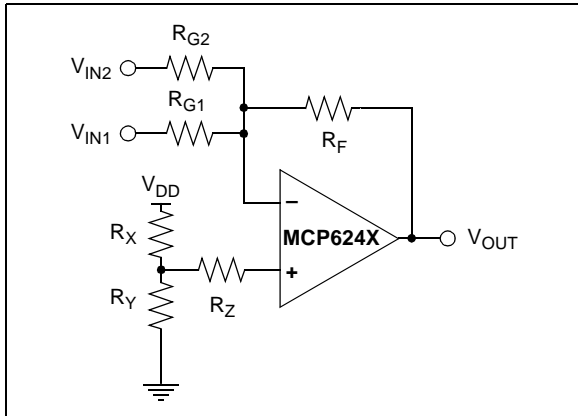 R_G2
V_IN2
R_G1
V_IN1
R_F
V_DD
–
MCP624X
V_OUT
R_X
+
R_Y
R_Z